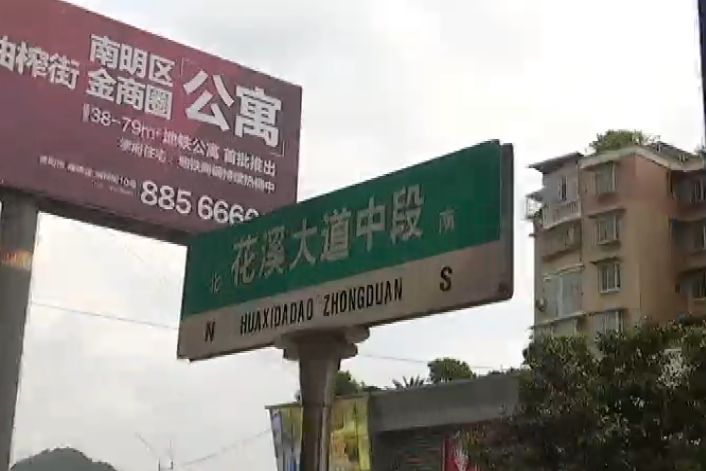 油榨街
南明区
金商圈
「公寓」
38~79m² 地铁公寓 首批推出
885 6666
北 花溪大道中段 南
N HUAXIDADAO ZHONGDUAN S